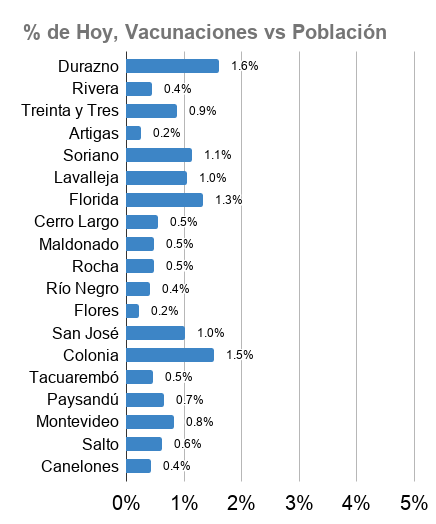 % de Hoy, Vacunaciones vs Población
Durazno 1.6%
Rivera 0.4%
Treinta y Tres 0.9%
Artigas 0.2%
Soriano 1.1%
Lavalleja 1.0%
Florida 1.3%
Cerro Largo 0.5%
Maldonado 0.5%
Rocha 0.5%
Río Negro 0.4%
Flores 0.2%
San José 1.0%
Colonia 1.5%
Tacuarembó 0.5%
Paysandú 0.7%
Montevideo 0.8%
Salto 0.6%
Canelones 0.4%
0% 1% 2% 3% 4% 5%